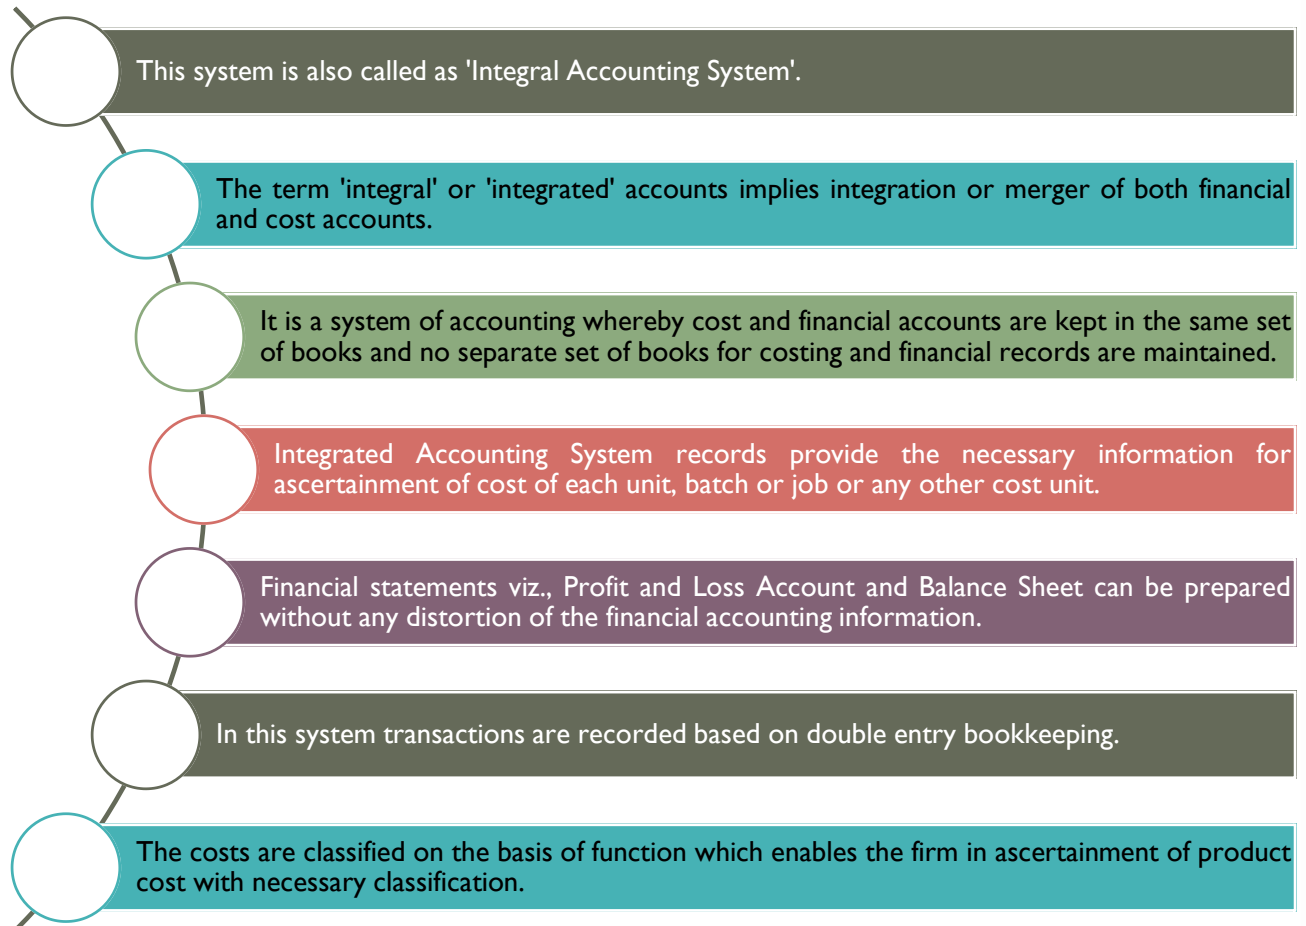 This system is also called as 'Integral Accounting System'.
The term 'integral' or 'integrated' accounts implies integration or merger of both financial
and cost accounts.
It is a system of accounting whereby cost and financial accounts are kept in the same set
of books and no separate set of books for costing and financial records are maintained.
Integrated Accounting System records provide the necessary information for
ascertainment of cost of each unit, batch or job or any other cost unit.
Financial statements viz., Profit and Loss Account and Balance Sheet can be prepared
without any distortion of the financial accounting information.
In this system transactions are recorded based on double entry bookkeeping.
The costs are classified on the basis of function which enables the firm in ascertainment of product
cost with necessary classification.